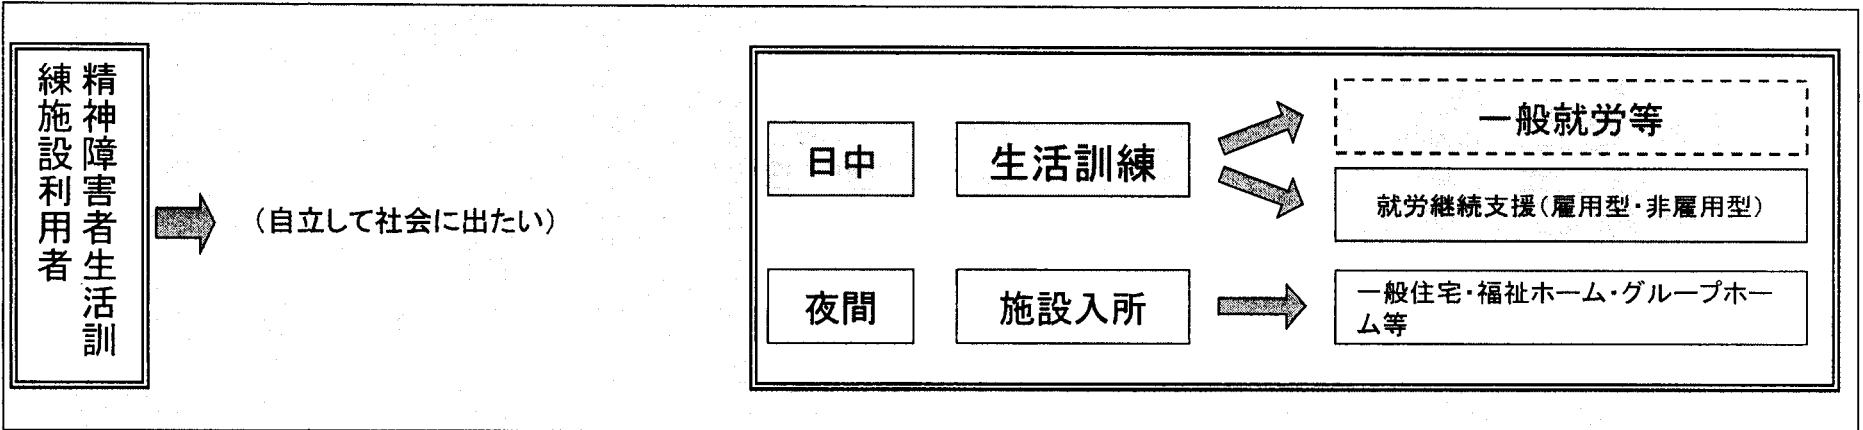 精神障害者生活訓
練施設利用者
（自立して社会に出たい）
日中
生活訓練
一般就労等
就労継続支援（雇用型・非雇用型）
夜間
施設入所
一般住宅・福祉ホーム・グループホー
ム等